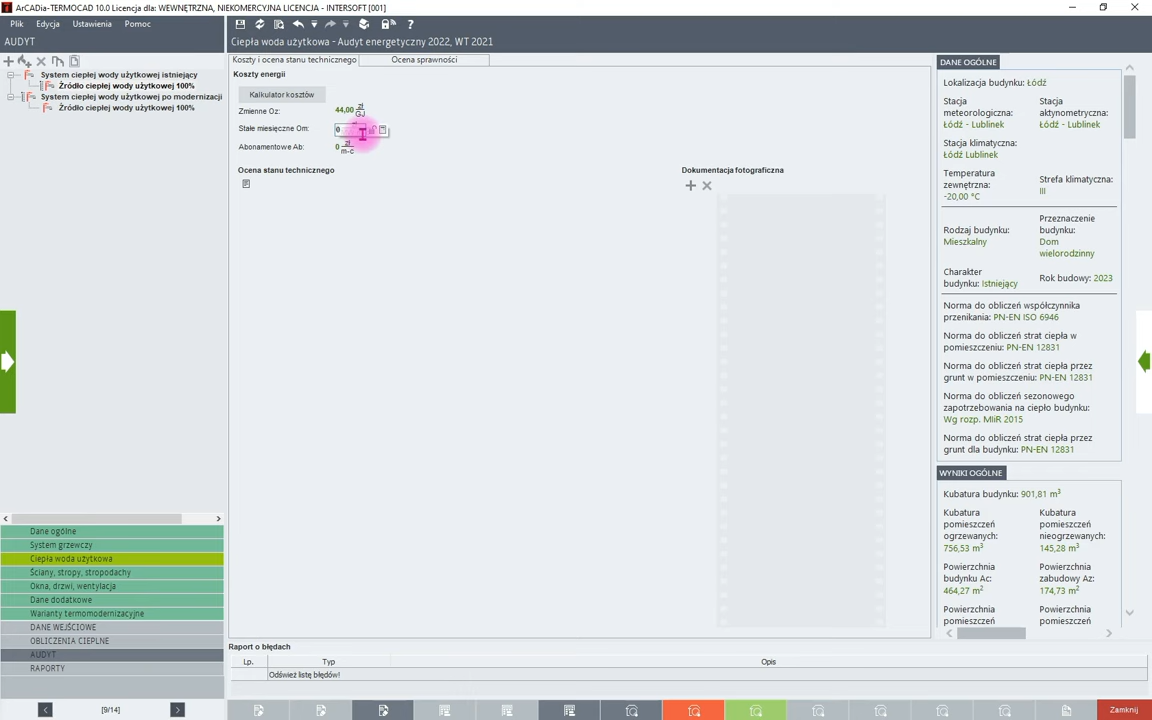 ArCADia-TERMOCAD 10.0 Licencja dla: WEWNĘTRZNA, NIEKOMERCYJNA LICENCJA - INTERSOFT [001]
Plik Edycja Ustawienia Pomoc
AUDYT
Ciepła woda użytkowa - Audyt energetyczny 2022, WT 2021
System ciepłej wody użytkowej istniejący
Źródło ciepłej wody użytkowej 100%
System ciepłej wody użytkowej po modernizacji
Źródło ciepłej wody użytkowej 100%
Koszty i ocena stanu technicznego
Ocena sprawności
Koszty energii
Kalkulator kosztów
Zmienne Oz: 44,00 zł/GJ
Stałe miesięczne Om: 0
Abonamentowe Ab: 0 zł/m-c
Ocena stanu technicznego
Dokumentacja fotograficzna
DANE OGÓLNE
Lokalizacja budynku: Łódź
Stacja
meteorologiczna:
Łódź - Lublinek
Stacja
aktynometryczna:
Łódź - Lublinek
Stacja klimatyczna:
Łódź Lublinek
Temperatura
zewnętrzna:
-20,00 °C
Strefa klimatyczna:
III
Rodzaj budynku:
Mieszkalny
Przeznaczenie
budynku:
Dom
wielorodzinny
Charakter
budynku: Istniejący
Rok budowy: 2023
Norma do obliczeń współczynnika
przenikania: PN-EN ISO 6946
Norma do obliczeń strat ciepła w
pomieszczeniu: PN-EN 12831
Norma do obliczeń strat ciepła przez
grunt w pomieszczeniu: PN-EN 12831
Norma do obliczeń sezonowego
zapotrzebowania na ciepło budynku:
Wg rozp. MIiR 2015
Norma do obliczeń strat ciepła przez
grunt dla budynku: PN-EN 12831
WYNIKI OGÓLNE
Kubatura budynku: 901,81 m³
Kubatura
pomieszczeń
ogrzewanych:
756,53 m³
Kubatura
pomieszczeń
nieogrzewanych:
145,28 m³
Powierzchnia
budynku Ac:
464,27 m²
Powierzchnia
zabudowy Az:
174,73 m²
Powierzchnia
pomieszczeń
Powierzchnia
pomieszczeń
Dane ogólne
System grzewczy
Ciepła woda użytkowa
Ściany, stropy, stropodachy
Okna, drzwi, wentylacja
Dane dodatkowe
Warianty termomodernizacyjne
DANE WEJŚCIOWE
OBLICZENIA CIEPLNE
AUDYT
RAPORTY
[9/14]
Raport o błędach
Lp. Typ Opis
Odśwież listę błędów!
Zamknij